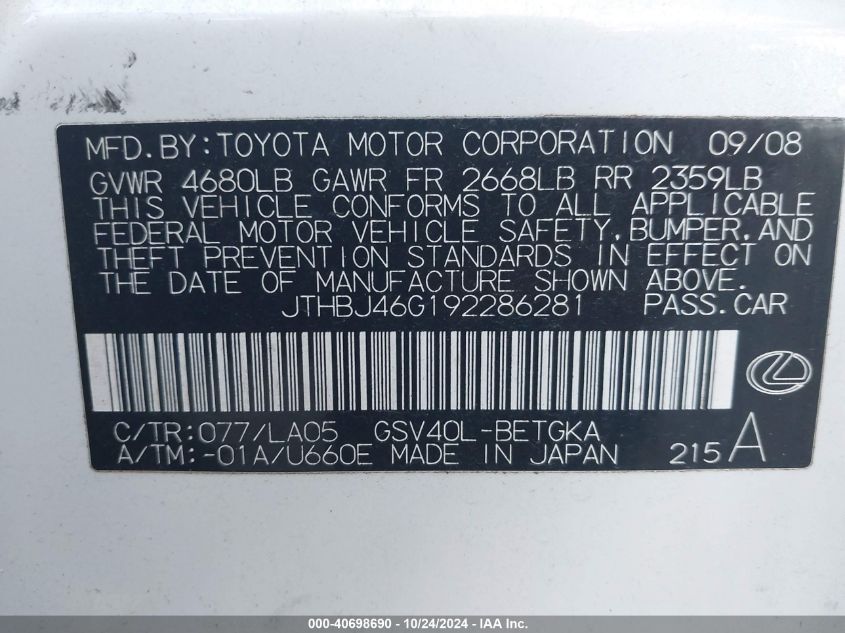 MFD.BY:TOYOTA MOTOR CORPORATION 09/08
GVWR 4680LB GAWR FR 2668LB RR 2359LB
THIS VEHICLE CONFORMS TO ALL APPLICABLE
FEDERAL MOTOR VEHICLE SAFETY,BUMPER,AND
THEFT PREVENTION STANDARDS IN EFFECT ON
THE DATE OF MANUFACTURE SHOWN ABOVE.
JTHBJ46G192286281 PASS.CAR
C/TR:077/LA05 GSV40L-BETGKA
A/TM:-01A/U660E MADE IN JAPAN 215A
000-40698690 - 10/24/2024 - IAA Inc.